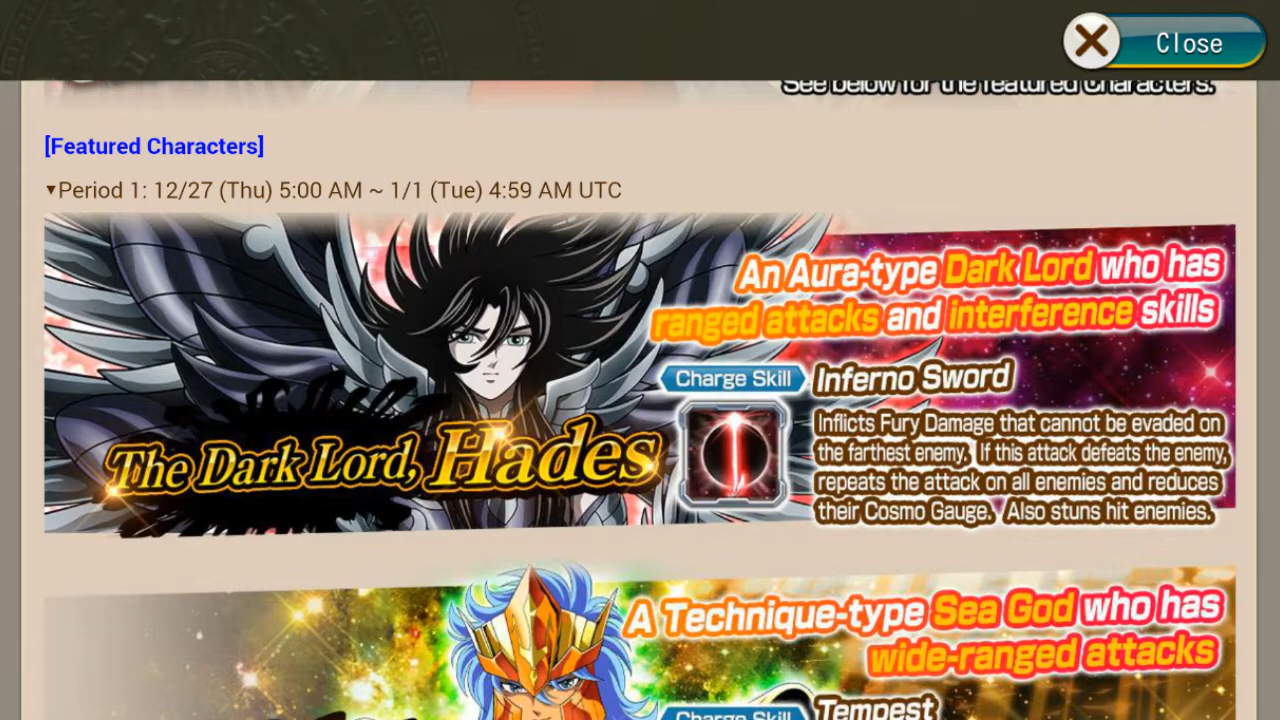 Close
See below for the featured characters.
[Featured Characters]
▾Period 1: 12/27 (Thu) 5:00 AM ~ 1/1 (Tue) 4:59 AM UTC
An Aura-type Dark Lord who has
ranged attacks and interference skills
Charge Skill Inferno Sword
Inflicts Fury Damage that cannot be evaded on
the farthest enemy. If this attack defeats the enemy,
repeats the attack on all enemies and reduces
their Cosmo Gauge. Also stuns hit enemies.
The Dark Lord, Hades
A Technique-type Sea God who has
wide-ranged attacks
Charge Skill Tempest